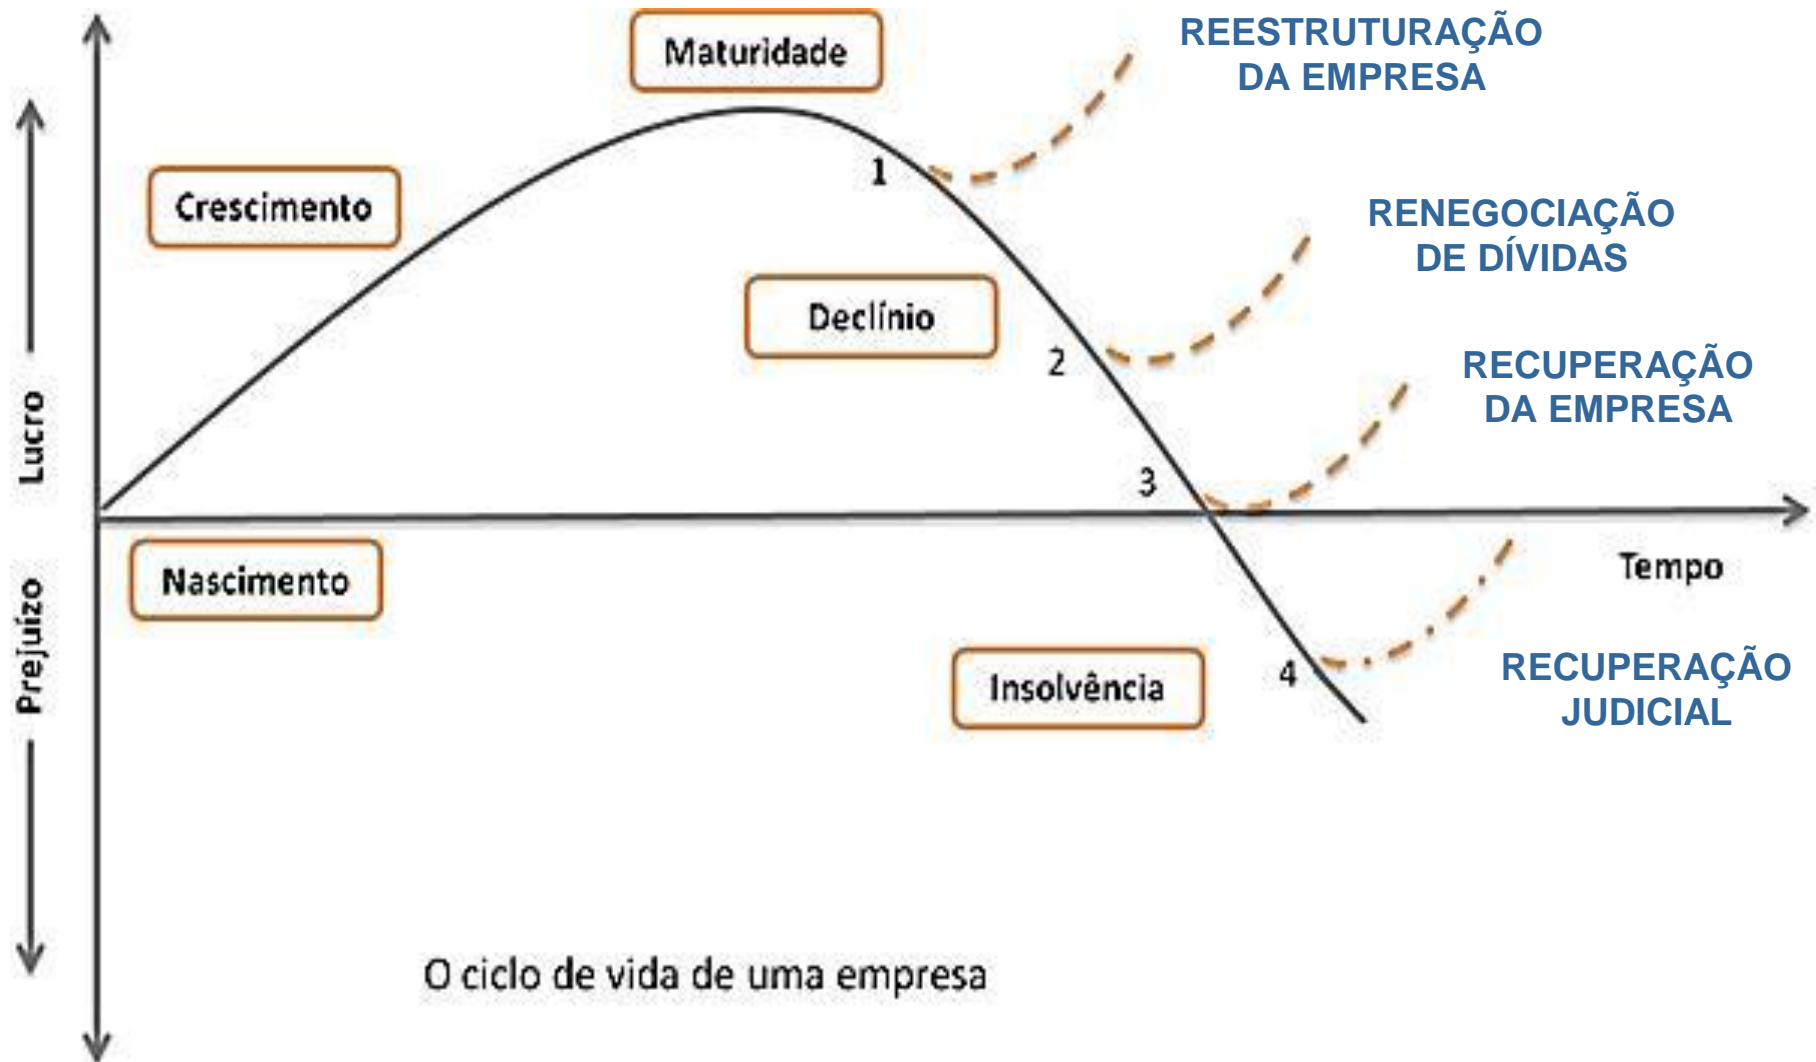 Maturidade
REESTRUTURAÇÃO
DA EMPRESA
1
Crescimento
RENEGOCIAÇÃO
DE DÍVIDAS
Declínio
2
RECUPERAÇÃO
DA EMPRESA
Lucro
3
Nascimento
Tempo
Prejuízo
Insolvência
4
RECUPERAÇÃO
JUDICIAL
O ciclo de vida de uma empresa